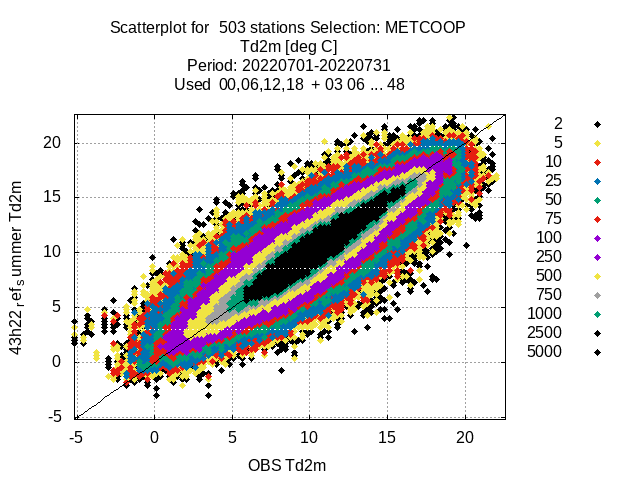 Scatterplot for  503 stations Selection: METCOOP
Td2m [deg C]
Period: 20220701-20220731
Used  00,06,12,18  + 03 06 ... 48
43h22refsummer Td2m
20
15
10
5
0
-5
-5 0 5 10 15 20
OBS Td2m
2
5
10
25
50
75
100
250
500
750
1000
2500
5000